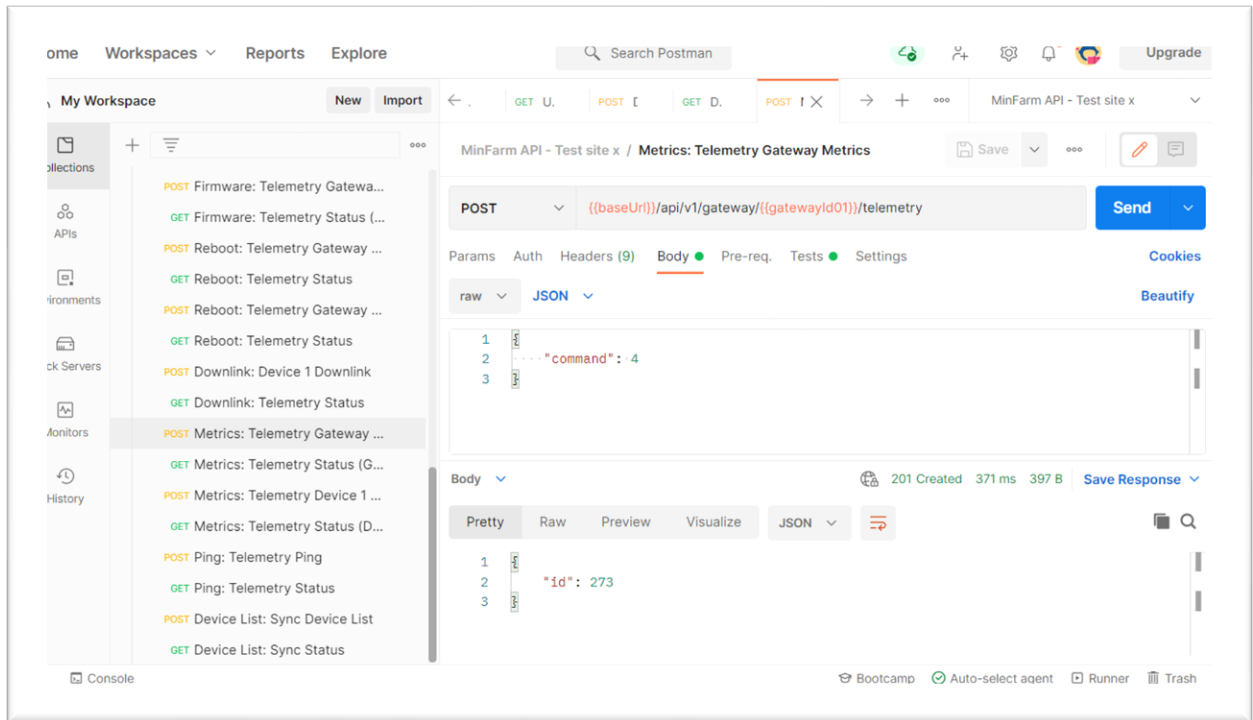 ome Workspaces Reports Explore Search Postman Upgrade
My Workspace New Import
GET U. POST GET D. POST
MinFarm API - Test site x
ollections
APIs
ironments
ck Servers
Monitors
History
POST Firmware: Telemetry Gatewa...
GET Firmware: Telemetry Status (...
POST Reboot: Telemetry Gateway ...
GET Reboot: Telemetry Status
POST Reboot: Telemetry Gateway ...
GET Reboot: Telemetry Status
POST Downlink: Device 1 Downlink
GET Downlink: Telemetry Status
POST Metrics: Telemetry Gateway ...
GET Metrics: Telemetry Status (G...
POST Metrics: Telemetry Device 1 ...
GET Metrics: Telemetry Status (D...
POST Ping: Telemetry Ping
GET Ping: Telemetry Status
POST Device List: Sync Device List
GET Device List: Sync Status
MinFarm API - Test site x / Metrics: Telemetry Gateway Metrics Save
POST {{baseUrl}}/api/v1/gateway/{{gatewayId01}}/telemetry Send
Params Auth Headers (9) Body Pre-req. Tests Settings Cookies
raw JSON Beautify
1 {
2 "command": 4
3 }
Body 201 Created 371 ms 397 B Save Response
Pretty Raw Preview Visualize JSON
1 {
2 "id": 273
3 }
Console Bootcamp Auto-select agent Runner Trash